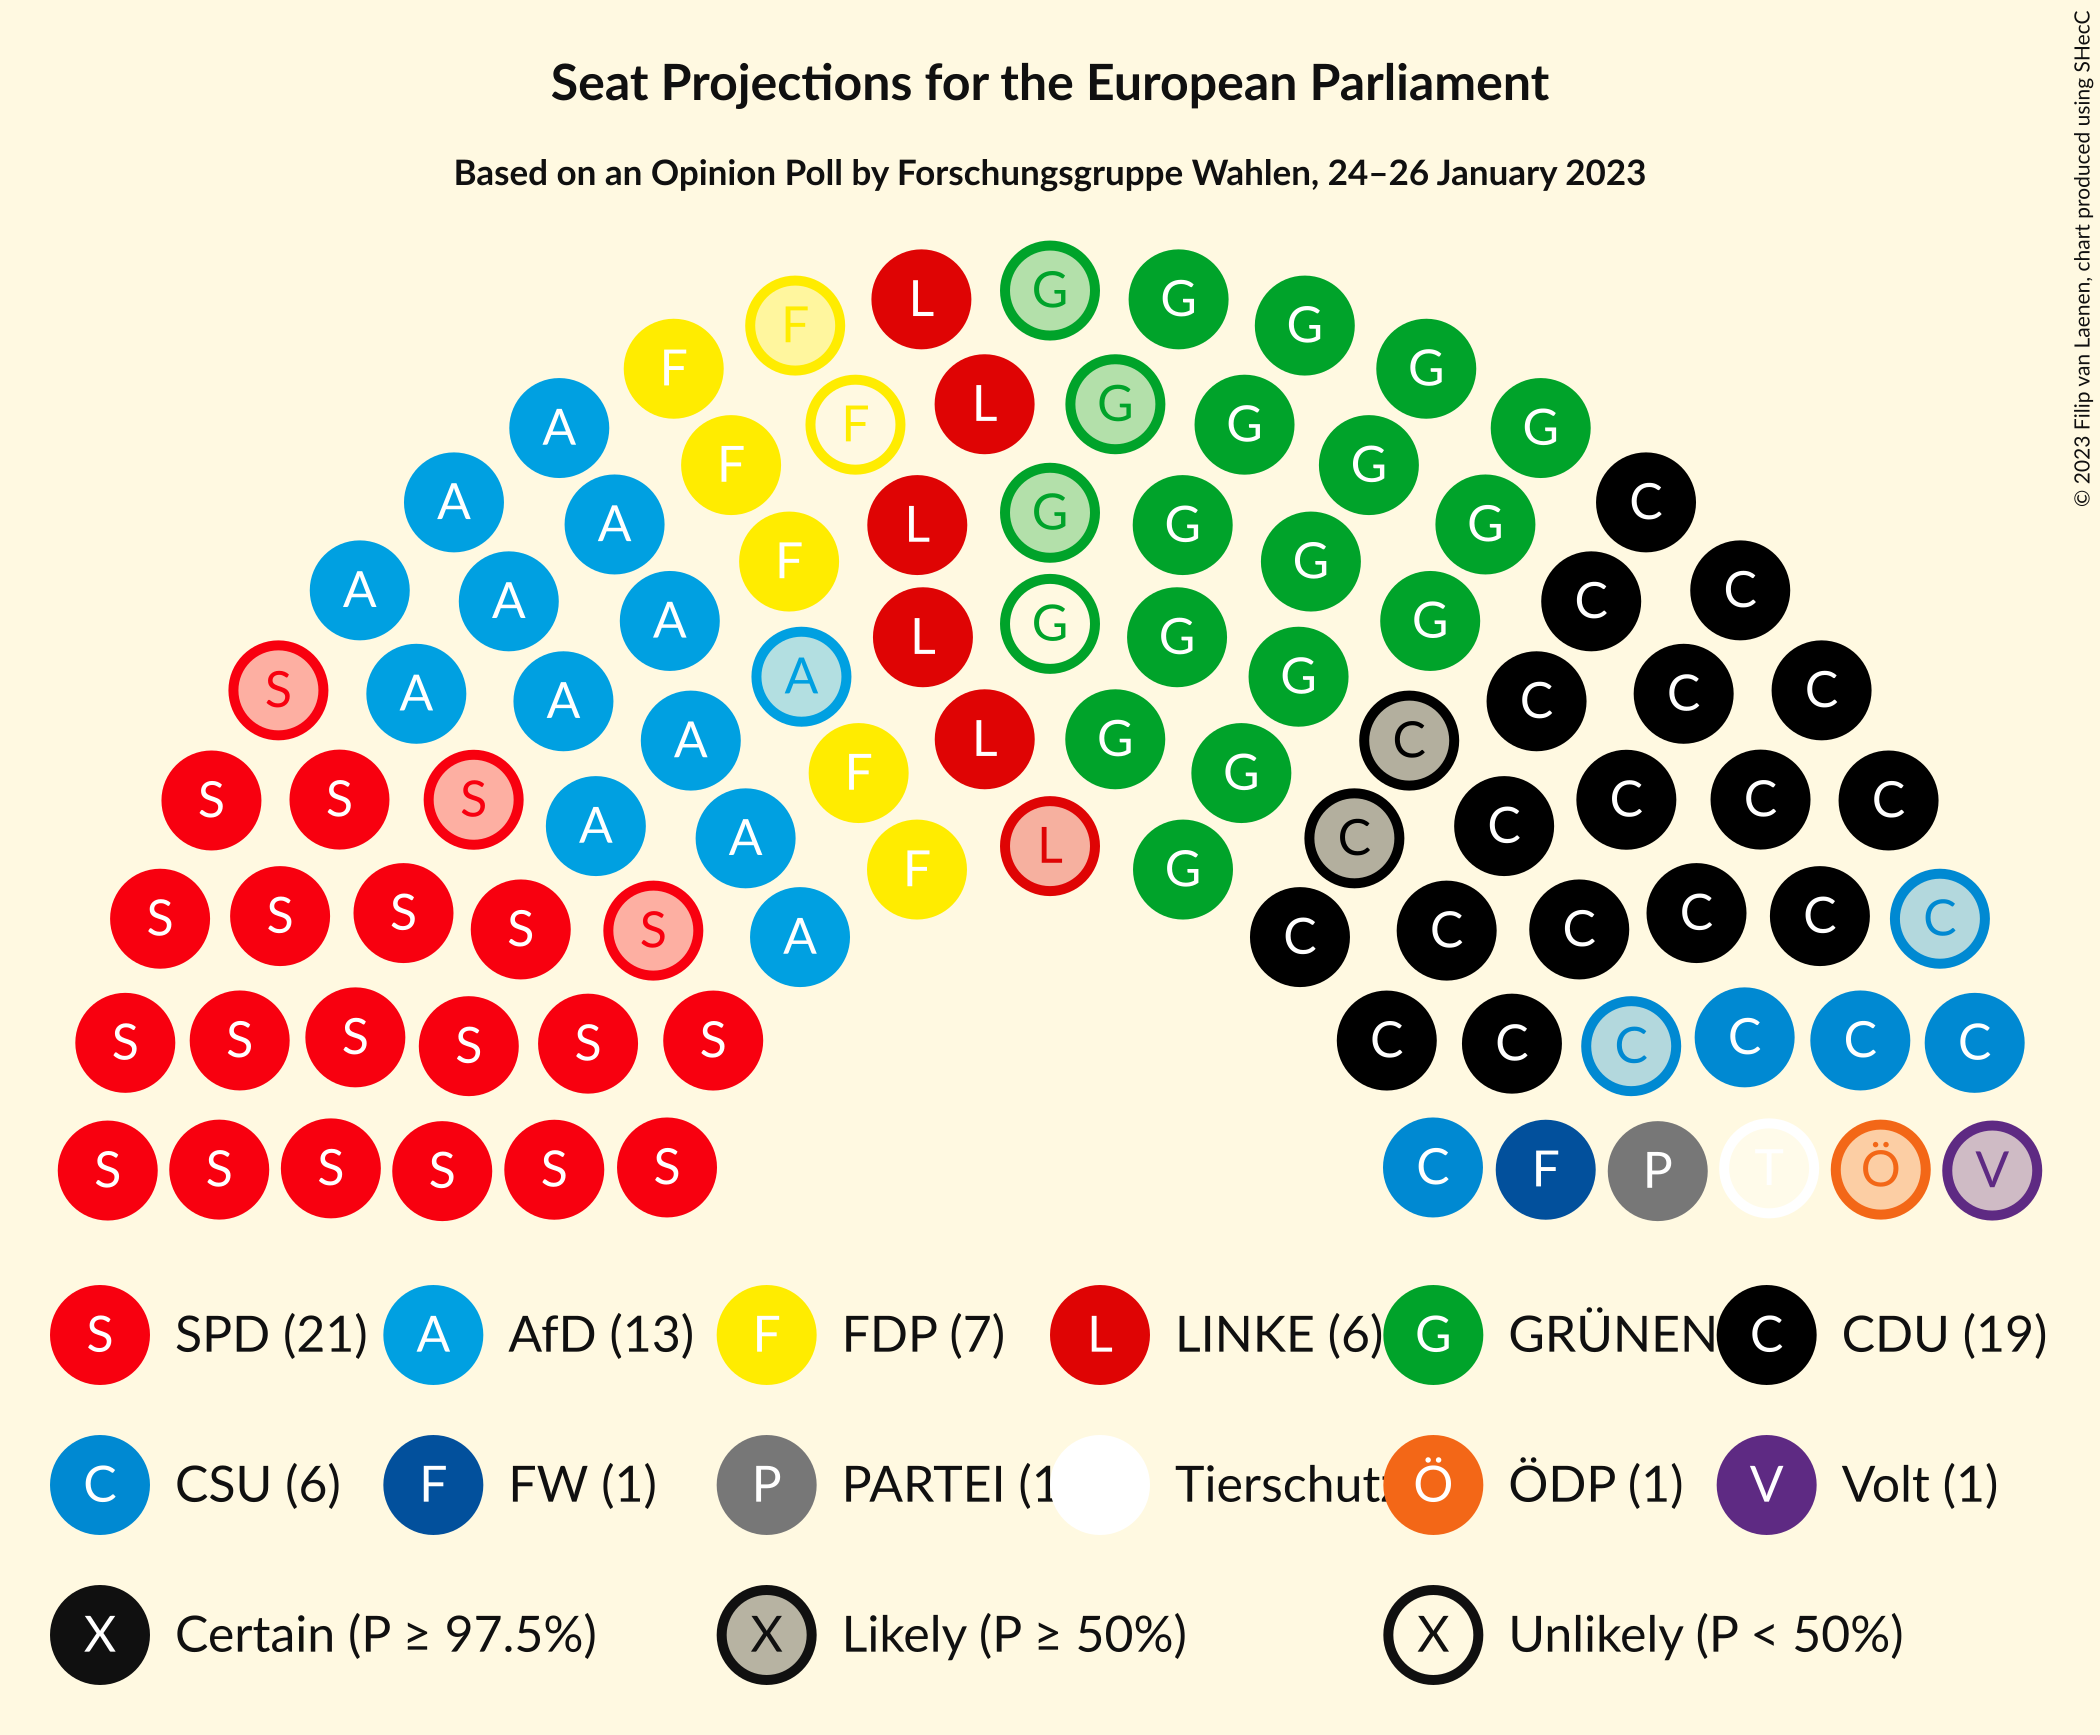 Seat Projections for the European Parliament
Based on an Opinion Poll by Forschungsgruppe Wahlen, 24–26 January 2023
© 2023 Filip van Laenen, chart produced using SHecC
L G G G
F F G
A F L G G G
A F F G G C
A A F L G G G C
A A L G G C C
S A A A A G C C C
S S S A A F L G G C C C C C
S S S S S A F L G C C C C C C C
S S S S S S C C C C C C
S S S S S S C F P T Ö V
S SPD (21) A AfD (13) F FDP (7) L LINKE (6) G GRÜNEN C CDU (19)
C CSU (6) F FW (1) P PARTEI (1 Tierschutz Ö ÖDP (1) V Volt (1)
X Certain (P ≥ 97.5%) X Likely (P ≥ 50%) X Unlikely (P < 50%)